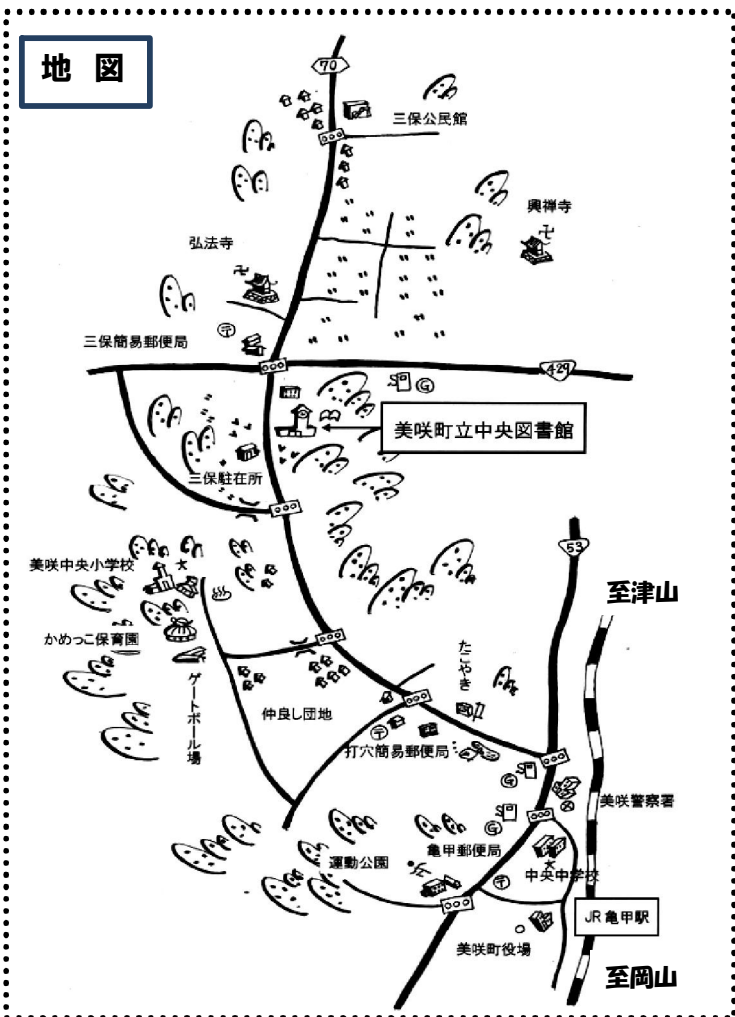 地 図
70
三保公民館
興禅寺
卍
弘法寺
卍
〒
三保簡易郵便局
429
G
美咲町立中央図書館
三保駐在所
53
美咲中央小学校
至津山
かめっこ保育園
たこやき
ゲートボール場
仲良し団地
〒
打穴簡易郵便局
G
美咲警察署
G
運動公園
亀甲郵便局
〒
中央中学校
JR亀甲駅
美咲町役場
至岡山